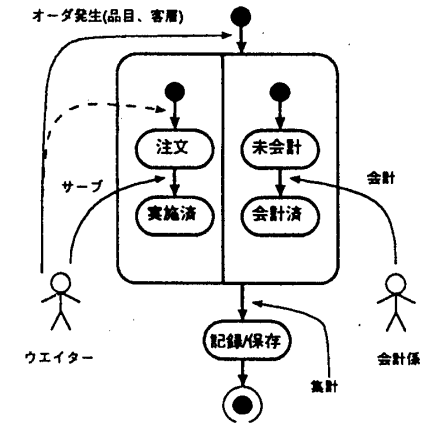 オーダ発生(品目、客層)
注文
未会計
サーブ
会計
実施済
会計済
ウエイター
記録/保存
会計係
集計